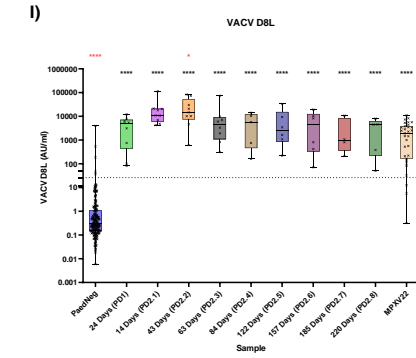 I)
VACV D8L
**** *
**** **** **** **** **** **** **** **** **** ****
1000000
100000
10000
1000
100
10
1
0.1
0.01
0.001
VACV D8L (AU/ml)
PaedNeg
24 Days (PD1)
14 Days (PD2.1)
43 Days (PD2.2)
63 Days (PD2.3)
84 Days (PD2.4)
122 Days (PD2.5)
157 Days (PD2.6)
185 Days (PD2.7)
220 Days (PD2.8)
MPXV22
Sample